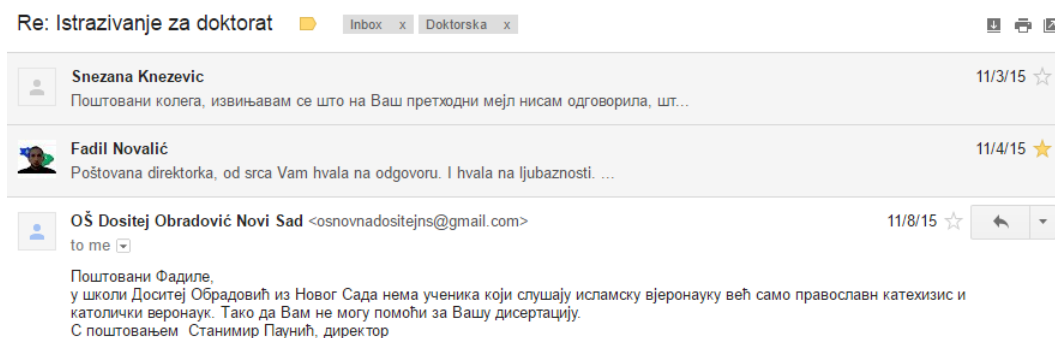 Re: Istrazivanje za doktorat Inbox x Doktorska x
Snezana Knezevic 11/3/15
Поштовани колега, извињавам се што на Ваш претходни мејл нисам одговорила, шт...
Fadil Novalić 11/4/15
Poštovana direktorka, od srca Vam hvala na odgovoru. I hvala na ljubaznosti. ...
OŠ Dositej Obradović Novi Sad <osnovnadositejns@gmail.com> 11/8/15
to me
Поштовани Фадиле,
у школи Доситеј Обрадовић из Новог Сада нема ученика који слушају исламску вјеронауку већ само православн катехизис и
католички веронаук. Тако да Вам не могу помоћи за Вашу дисертацију.
С поштовањем Станимир Паунић, директор